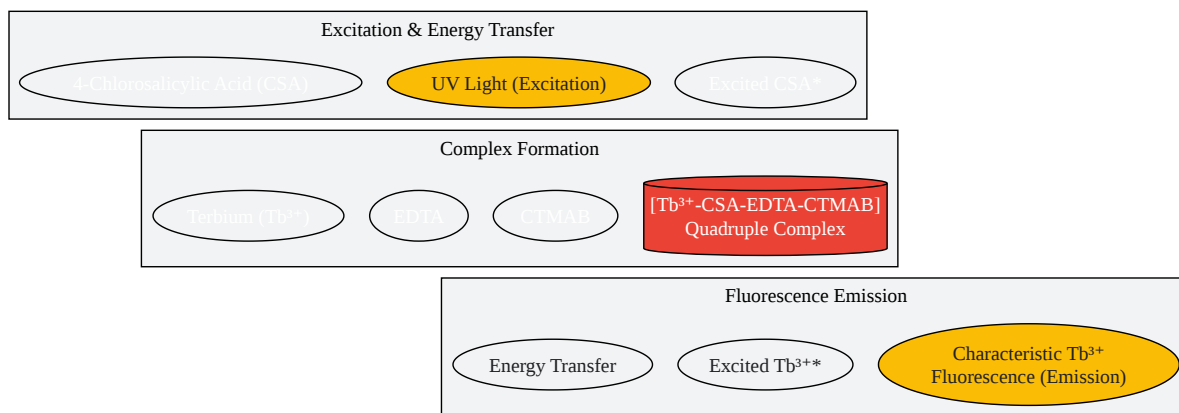 Excitation & Energy Transfer
4-Chlorosalicylic Acid (CSA)
UV Light (Excitation)
Excited CSA*
Complex Formation
Terbium (Tb³⁺)
EDTA
CTMAB
[Tb³⁺-CSA-EDTA-CTMAB]
Quadruple Complex
Fluorescence Emission
Energy Transfer
Excited Tb³⁺*
Characteristic Tb³⁺
Fluorescence (Emission)